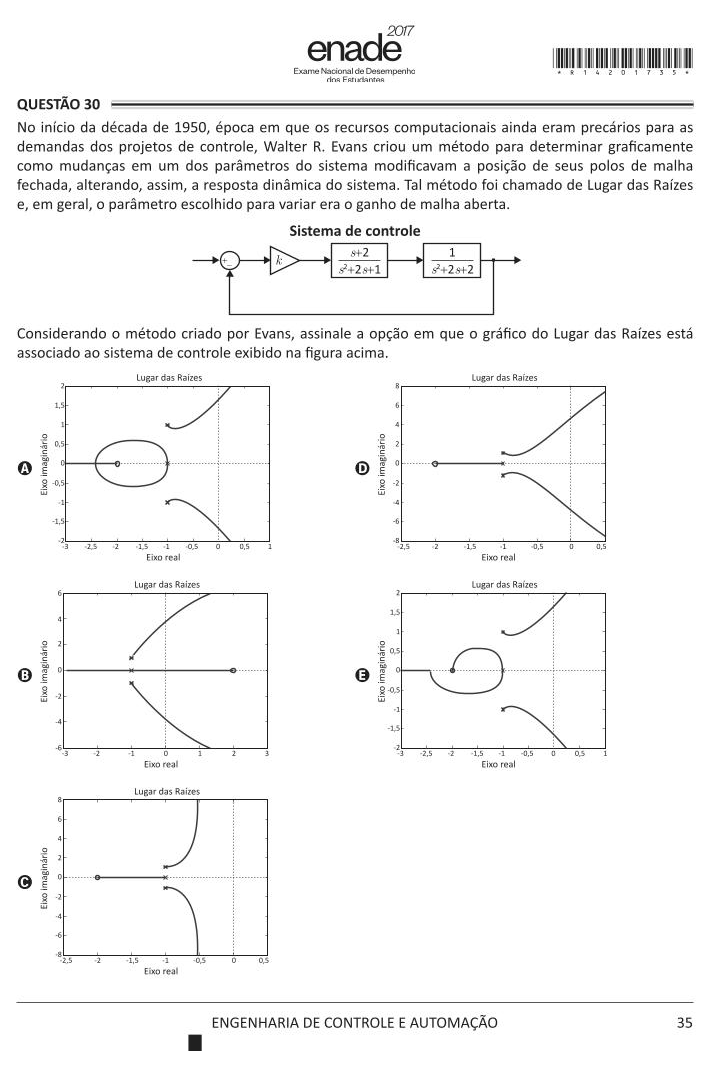 2017
enade
Exame Nacional de Desempenho
dos Estudantes
* R 1 4 2 0 1 7 3 5 *
QUESTÃO 30
No início da década de 1950, época em que os recursos computacionais ainda eram precários para as
demandas dos projetos de controle, Walter R. Evans criou um método para determinar graficamente
como mudanças em um dos parâmetros do sistema modificavam a posição de seus polos de malha
fechada, alterando, assim, a resposta dinâmica do sistema. Tal método foi chamado de Lugar das Raízes
e, em geral, o parâmetro escolhido para variar era o ganho de malha aberta.
Sistema de controle
+ - k s+2 1
s²+2s+1 s²+2s+2
Considerando o método criado por Evans, assinale a opção em que o gráfico do Lugar das Raízes está
associado ao sistema de controle exibido na figura acima.
A
Lugar das Raízes
Eixo imaginário
2
1,5
1
0,5
0
-0,5
-1
-1,5
-2
-3 -2,5 -2 -1,5 -1 -0,5 0 0,5 1
Eixo real
D
Lugar das Raízes
Eixo imaginário
8
6
4
2
0
-2
-4
-6
-8
-2,5 -2 -1,5 -1 -0,5 0 0,5
Eixo real
B
Lugar das Raízes
Eixo imaginário
6
4
2
0
-2
-4
-6
-3 -2 -1 0 1 2 3
Eixo real
E
Lugar das Raízes
Eixo imaginário
2
1,5
1
0,5
0
-0,5
-1
-1,5
-2
-3 -2,5 -2 -1,5 -1 -0,5 0 0,5 1
Eixo real
C
Lugar das Raízes
Eixo imaginário
8
6
4
2
0
-2
-4
-6
-8
-2,5 -2 -1,5 -1 -0,5 0 0,5
Eixo real
ENGENHARIA DE CONTROLE E AUTOMAÇÃO 35